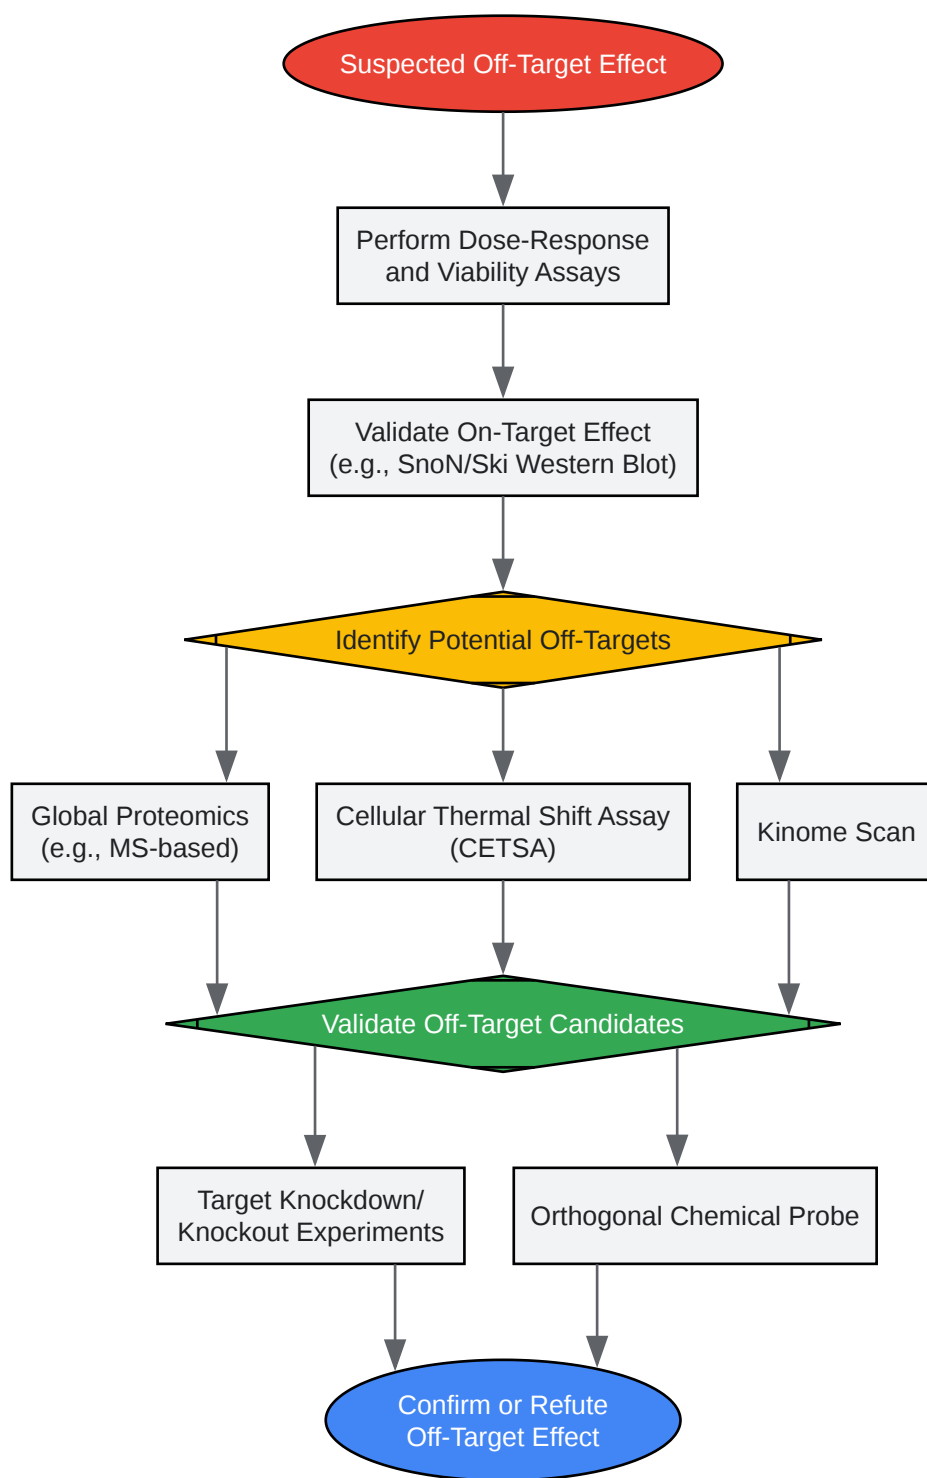 Suspected Off-Target Effect
Perform Dose-Response
and Viability Assays
Validate On-Target Effect
(e.g., SnoN/Ski Western Blot)
Identify Potential Off-Targets
Global Proteomics
(e.g., MS-based)
Cellular Thermal Shift Assay
(CETSA)
Kinome Scan
Validate Off-Target Candidates
Target Knockdown/
Knockout Experiments
Orthogonal Chemical Probe
Confirm or Refute
Off-Target Effect